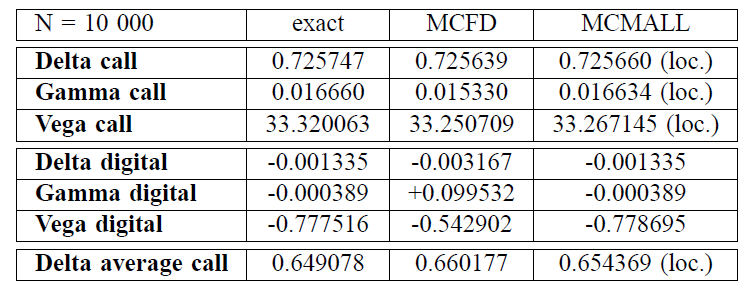 N = 10 000 exact MCFD MCMALL
Delta call 0.725747 0.725639 0.725660 (loc.)
Gamma call 0.016660 0.015330 0.016634 (loc.)
Vega call 33.320063 33.250709 33.267145 (loc.)
Delta digital -0.001335 -0.003167 -0.001335
Gamma digital -0.000389 +0.099532 -0.000389
Vega digital -0.777516 -0.542902 -0.778695
Delta average call 0.649078 0.660177 0.654369 (loc.)